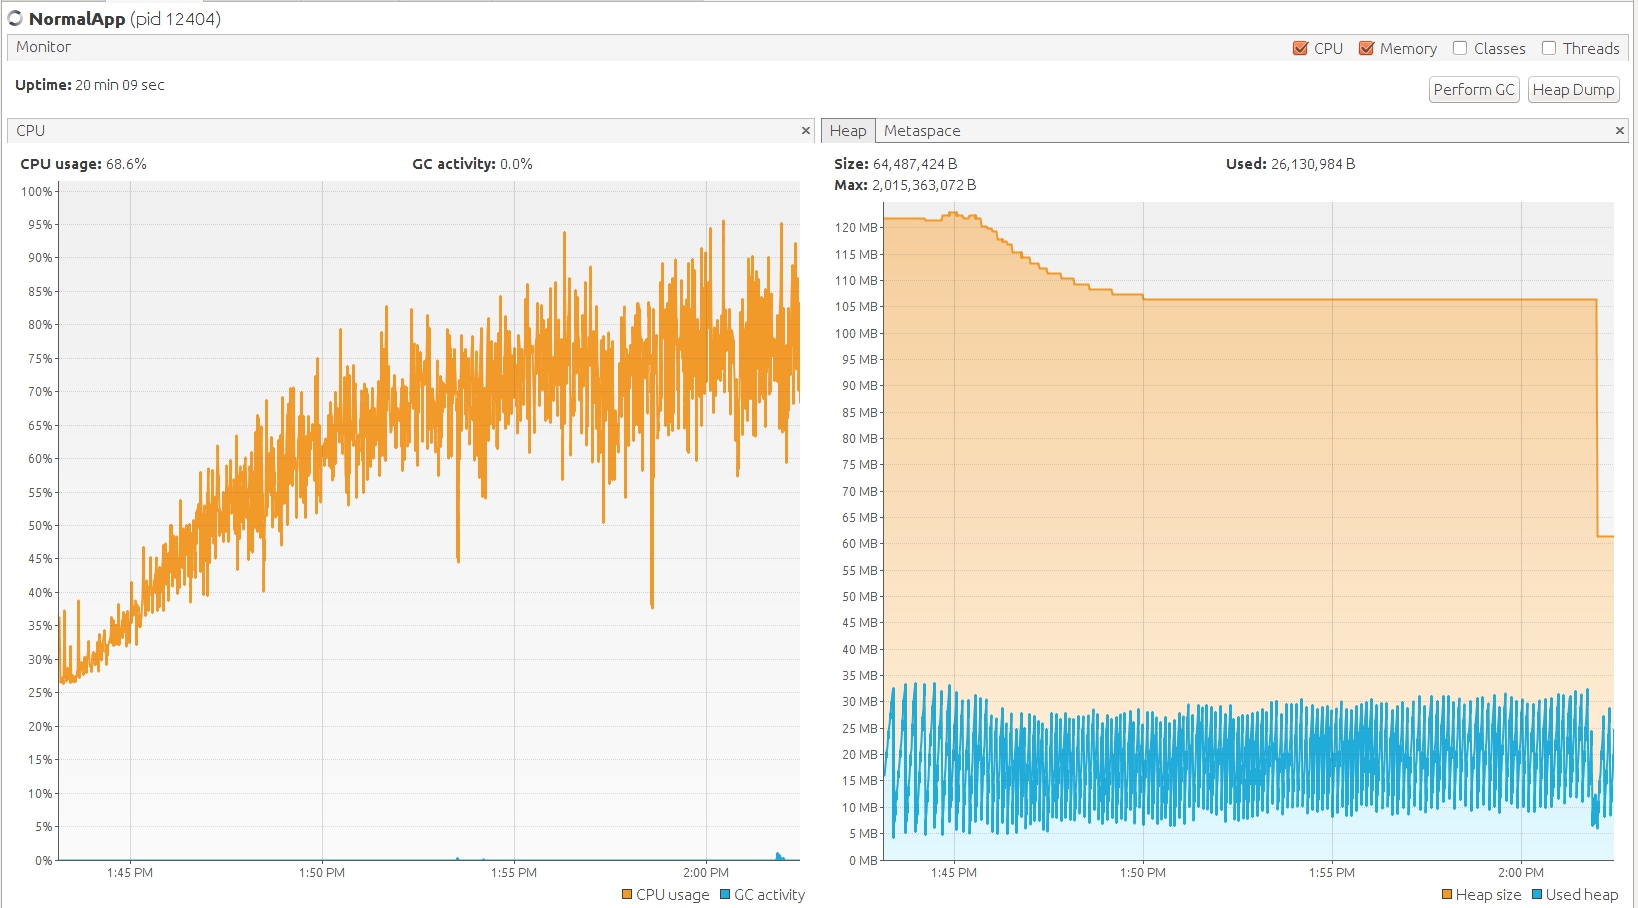 NormalApp (pid 12404)
Monitor
CPU Memory Classes Threads
Uptime: 20 min 09 sec
Perform GC Heap Dump
CPU ×
CPU usage: 68.6% GC activity: 0.0%
100%
95%
90%
85%
80%
75%
70%
65%
60%
55%
50%
45%
40%
35%
30%
25%
20%
15%
10%
5%
0%
1:45 PM 1:50 PM 1:55 PM 2:00 PM
CPU usage GC activity
Heap Metaspace ×
Size: 64,487,424 B Used: 26,130,984 B
Max: 2,015,363,072 B
120 MB
115 MB
110 MB
105 MB
100 MB
95 MB
90 MB
85 MB
80 MB
75 MB
70 MB
65 MB
60 MB
55 MB
50 MB
45 MB
40 MB
35 MB
30 MB
25 MB
20 MB
15 MB
10 MB
5 MB
0 MB
1:45 PM 1:50 PM 1:55 PM 2:00 PM
Heap size Used heap